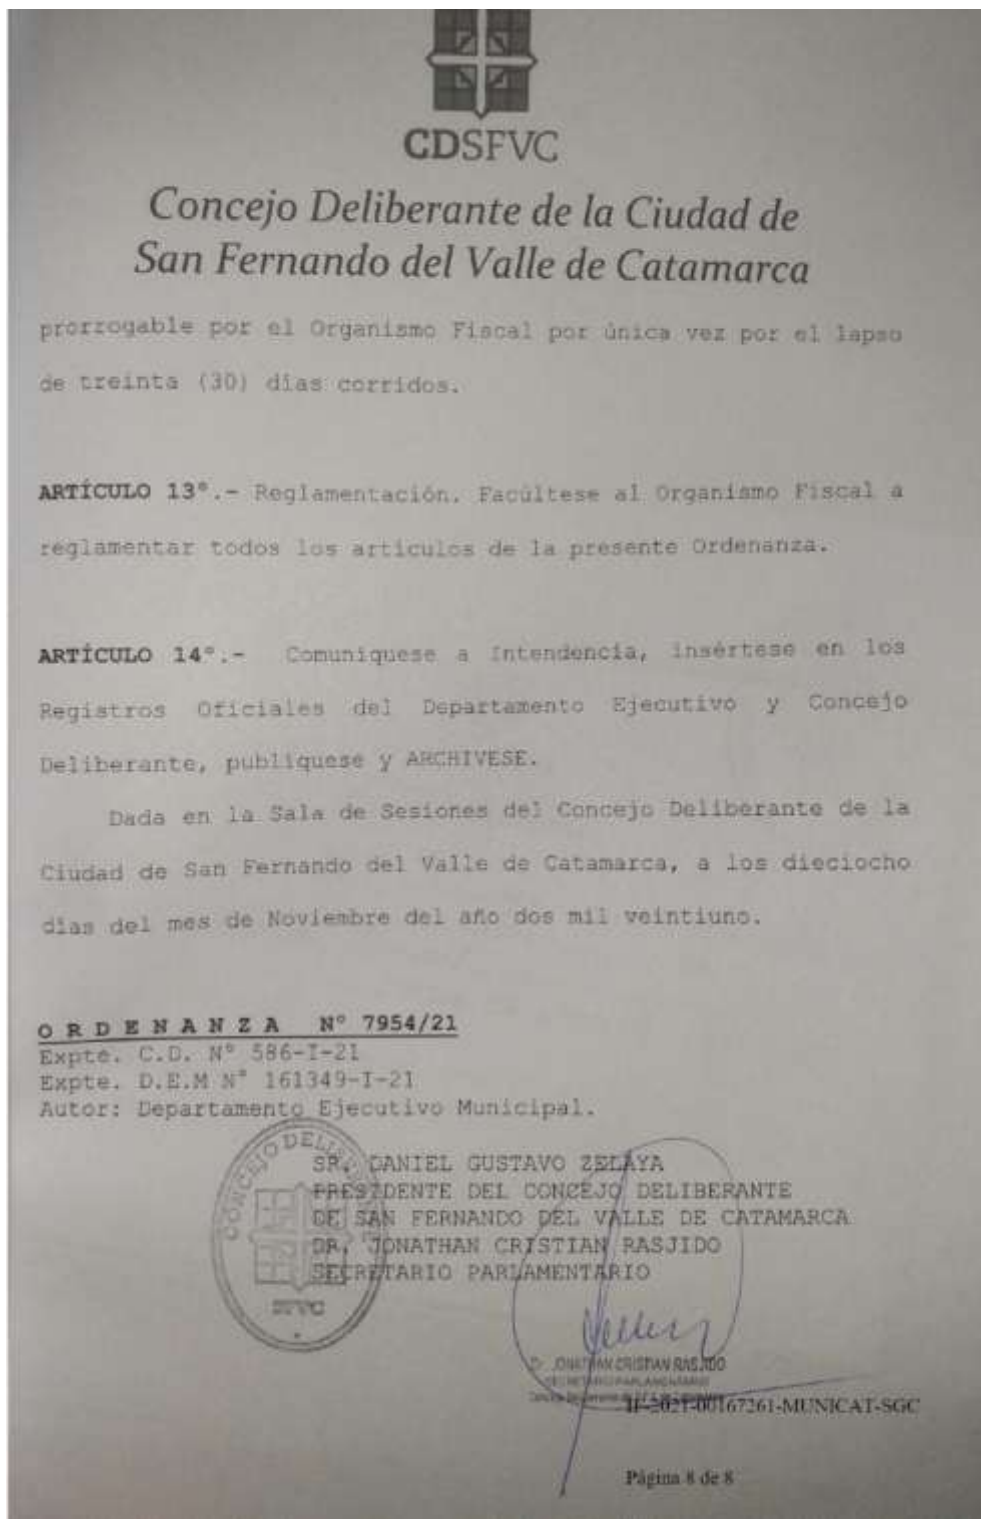 CDSFVC
Concejo Deliberante de la Ciudad de
San Fernando del Valle de Catamarca
prorrogable por el Organismo Fiscal por única vez por el lapso
de treinta (30) días corridos.
ARTÍCULO 13°.- Reglamentación. Facúltese al Organismo Fiscal a
reglamentar todos los artículos de la presente Ordenanza.
ARTÍCULO 14°.- Comuníquese a Intendencia, insértese en los
Registros Oficiales del Departamento Ejecutivo y Concejo
Deliberante, publíquese y ARCHIVESE.
Dada en la Sala de Sesiones del Concejo Deliberante de la
Ciudad de San Fernando del Valle de Catamarca, a los dieciocho
días del mes de Noviembre del año dos mil veintiuno.
O R D E N A N Z A N° 7954/21
Expte. C.D. N° 586-I-21
Expte. D.E.M N° 161349-I-21
Autor: Departamento Ejecutivo Municipal.
CONCEJO DELIBERANTE
SR. DANIEL GUSTAVO ZELAYA
PRESIDENTE DEL CONCEJO DELIBERANTE
DE SAN FERNANDO DEL VALLE DE CATAMARCA
DR. JONATHAN CRISTIAN RASJIDO
SECRETARIO PARLAMENTARIO
SFVC
Dr. JONATHAN CRISTIAN RASJIDO
SECRETARIO PARLAMENTARIO
IF-2021-00167261-MUNICAT-SGC
Página 8 de 8